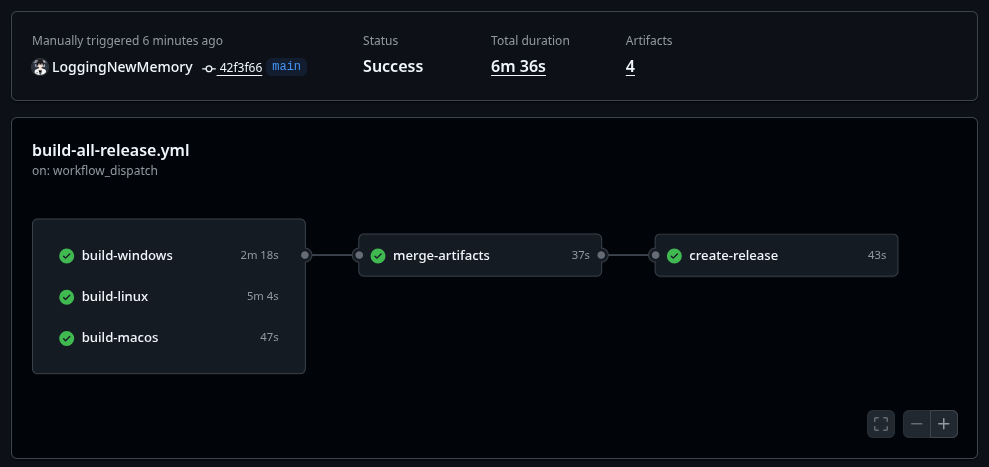 Manually triggered 6 minutes ago
LoggingNewMemory 42f3f66 main
Status
Success
Total duration
6m 36s
Artifacts
4
build-all-release.yml
on: workflow_dispatch
build-windows 2m 18s
build-linux 5m 4s
build-macos 47s
merge-artifacts 37s
create-release 43s